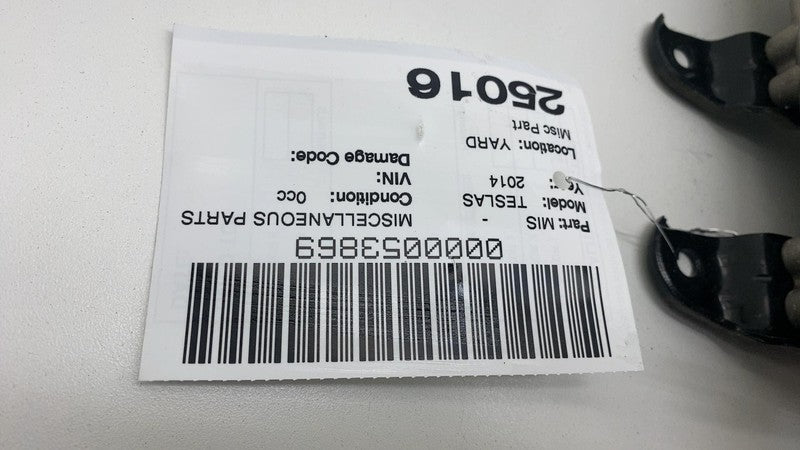 0000053869
Part: MIS - MISCELLANEOUS PARTS
Model: TESLAS Condition: 0cc
Year: 2014 VIN:
Damage Code:
Location: YARD
Misc Part
25016